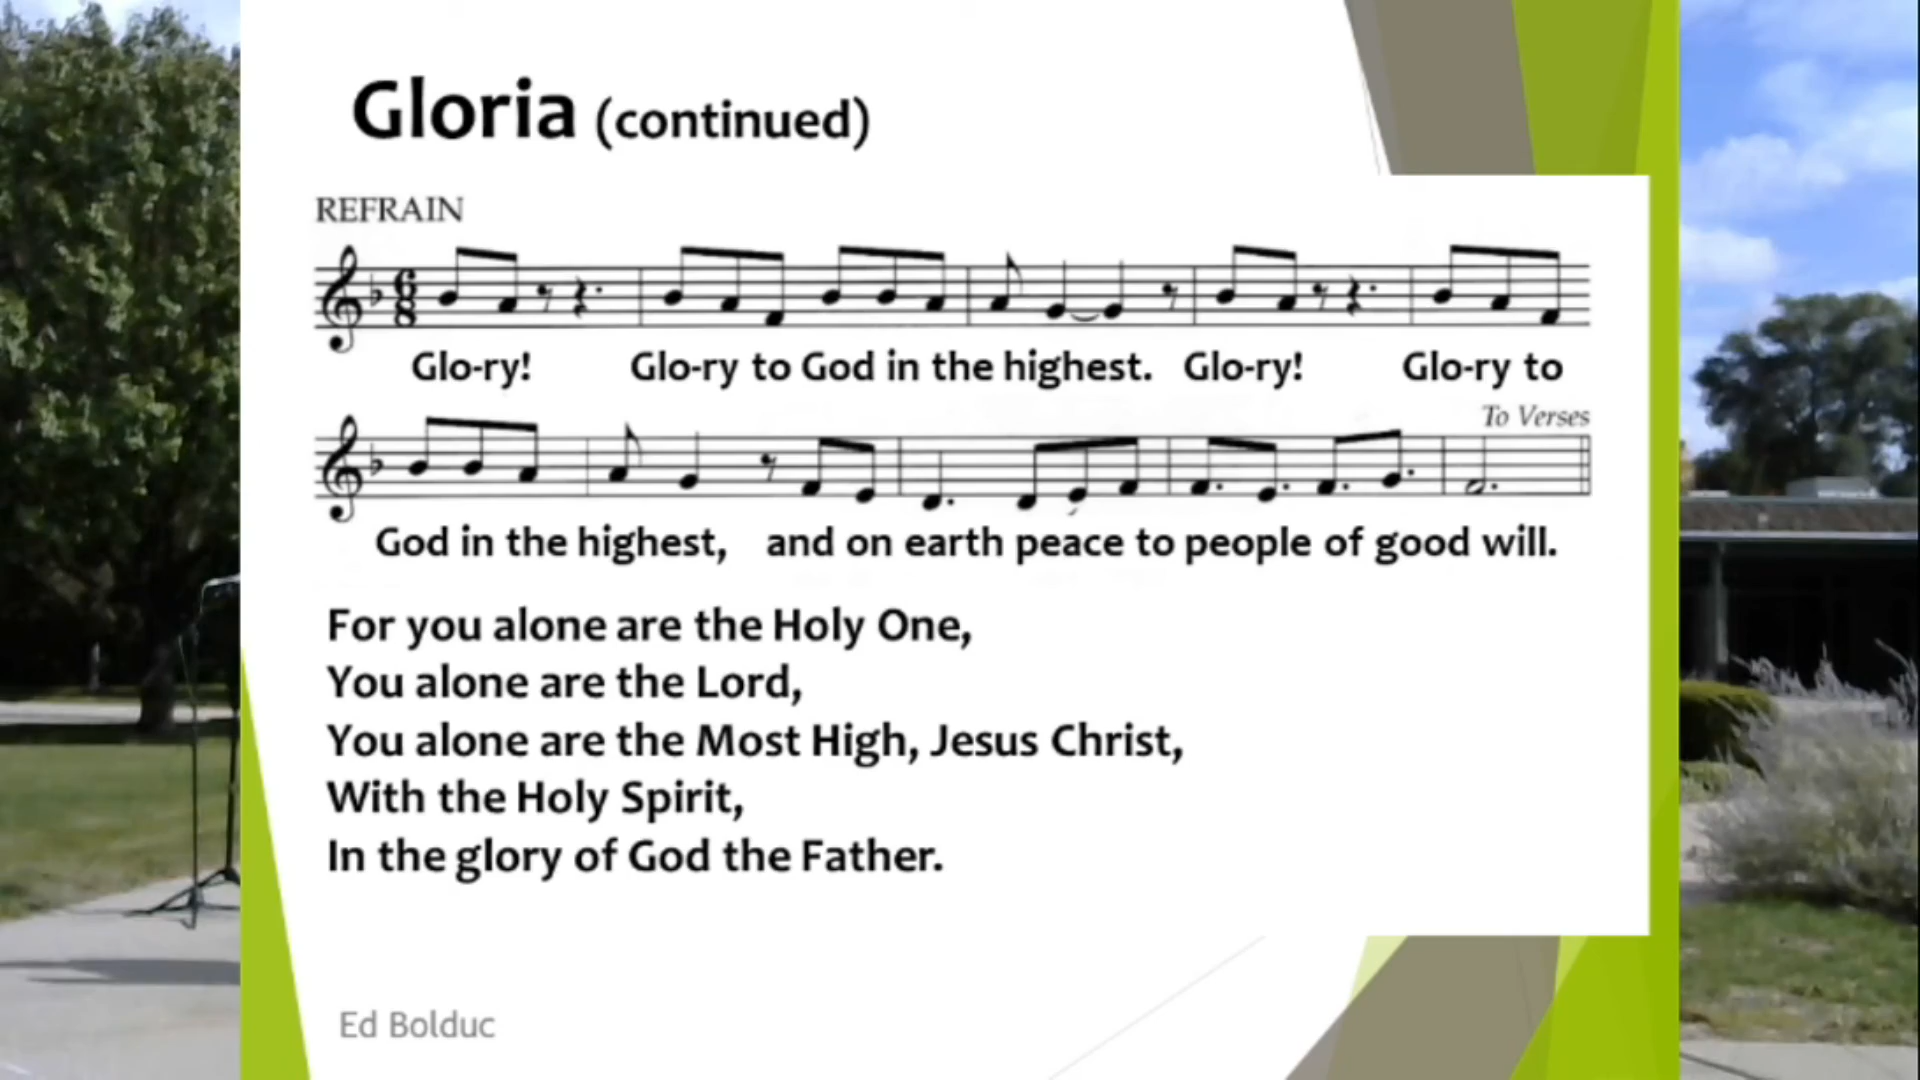 Gloria (continued)
REFRAIN
Glo-ry! Glo-ry to God in the highest. Glo-ry! Glo-ry to
To Verses
God in the highest, and on earth peace to people of good will.
For you alone are the Holy One,
You alone are the Lord,
You alone are the Most High, Jesus Christ,
With the Holy Spirit,
In the glory of God the Father.
Ed Bolduc